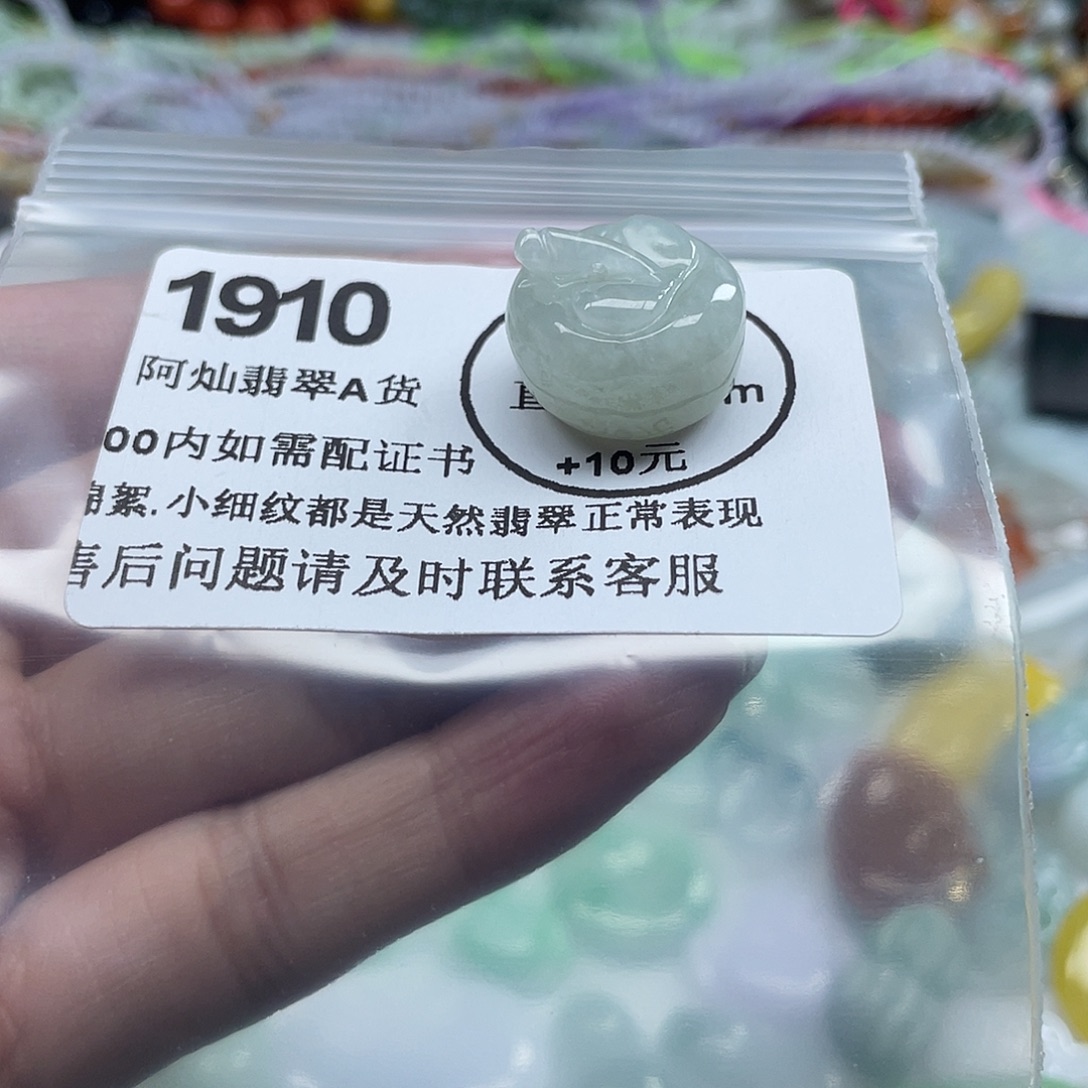 1910
阿灿翡翠A货
00内如需配证书
絮.小细纹都是天然翡翠正常表现
后问题请及时联系客服
m
+10元